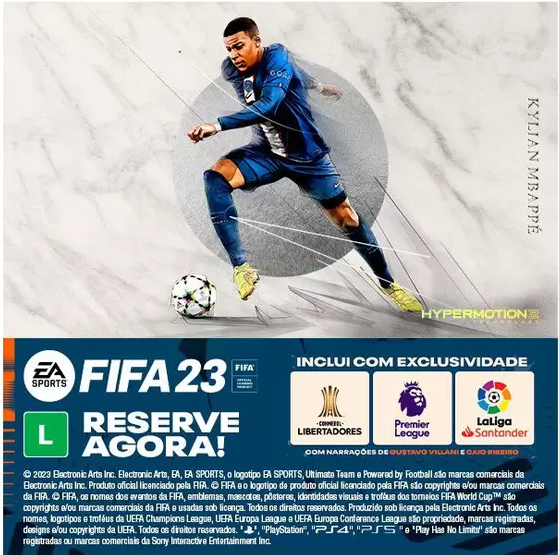 GOAT
KYLIAN MBAPPÉ
HYPERMOTION2
TECHNOLOGY
EA SPORTS
FIFA 23
FIFA
OFFICIAL LICENSED PRODUCT
L
RESERVE
AGORA!
INCLUI COM EXCLUSIVIDADE
CONMEBOL
LIBERTADORES
Premier
League
LaLiga
Santander
COM NARRAÇÕES DE GUSTAVO VILLANI E CAIO RIBEIRO
© 2023 Electronic Arts Inc. Electronic Arts, EA, EA SPORTS, o logotipo EA SPORTS, Ultimate Team e Powered by Football são marcas comerciais da
Electronic Arts Inc. Produto oficial licenciado pela FIFA. © FIFA e o logotipo de produto oficial licenciado pela FIFA são copyrights e/ou marcas comerciais
da FIFA. © FIFA, os nomes dos eventos da FIFA, emblemas, mascotes, pôsteres, identidades visuais e troféus dos torneios FIFA World Cup™ são
copyrights e/ou marcas comerciais da FIFA e usadas sob licença. Todos os direitos reservados. Produzido sob licença pela Electronic Arts Inc. Todos os
nomes, logotipos e troféus da UEFA Champions League, UEFA Europa League e UEFA Europa Conference League são propriedade, marcas registradas,
designs e/ou copyrights da UEFA. Todos os direitos reservados. "PlayStation", "PS4", "PS5" e "Play Has No Limits" são marcas
registradas ou marcas comerciais da Sony Interactive Entertainment Inc.